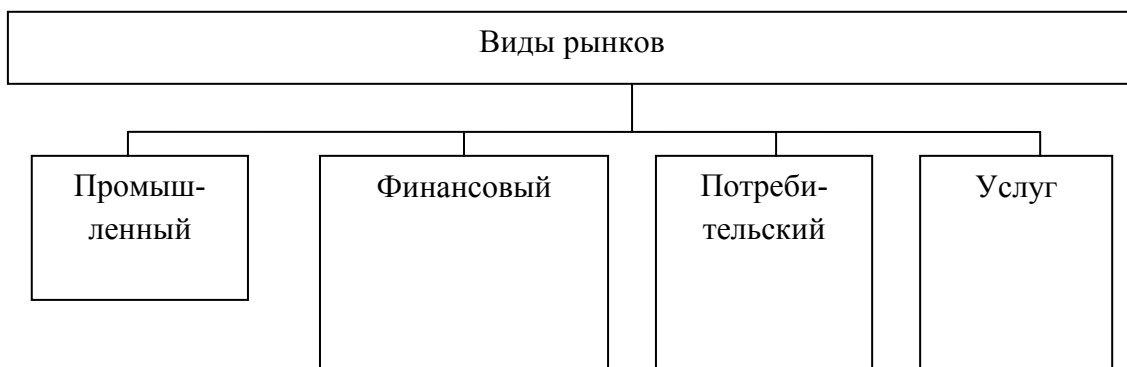 Виды рынков
Промыш-
ленный
Финансовый
Потреби-
тельский
Услуг